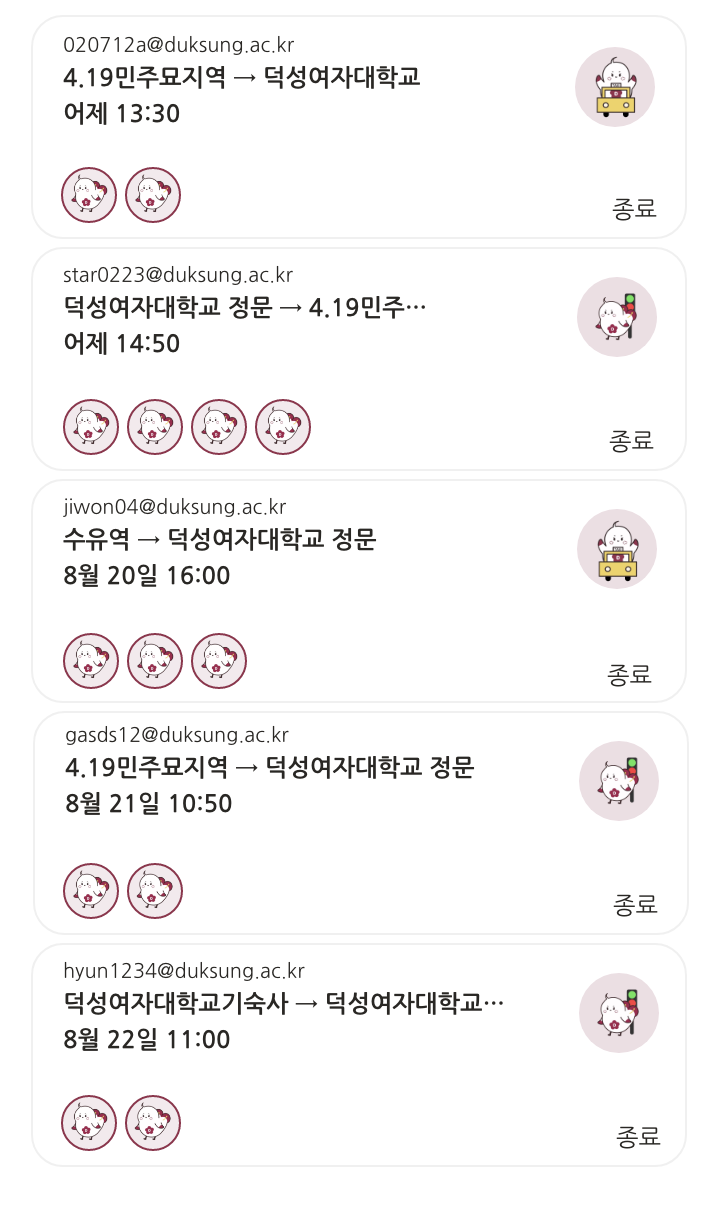 020712a@duksung.ac.kr
4.19민주묘지역 → 덕성여자대학교
어제 13:30
종료
star0223@duksung.ac.kr
덕성여자대학교 정문 → 4.19민주…
어제 14:50
종료
jiwon04@duksung.ac.kr
수유역 → 덕성여자대학교 정문
8월 20일 16:00
종료
gasds12@duksung.ac.kr
4.19민주묘지역 → 덕성여자대학교 정문
8월 21일 10:50
종료
hyun1234@duksung.ac.kr
덕성여자대학교기숙사 → 덕성여자대학교…
8월 22일 11:00
종료